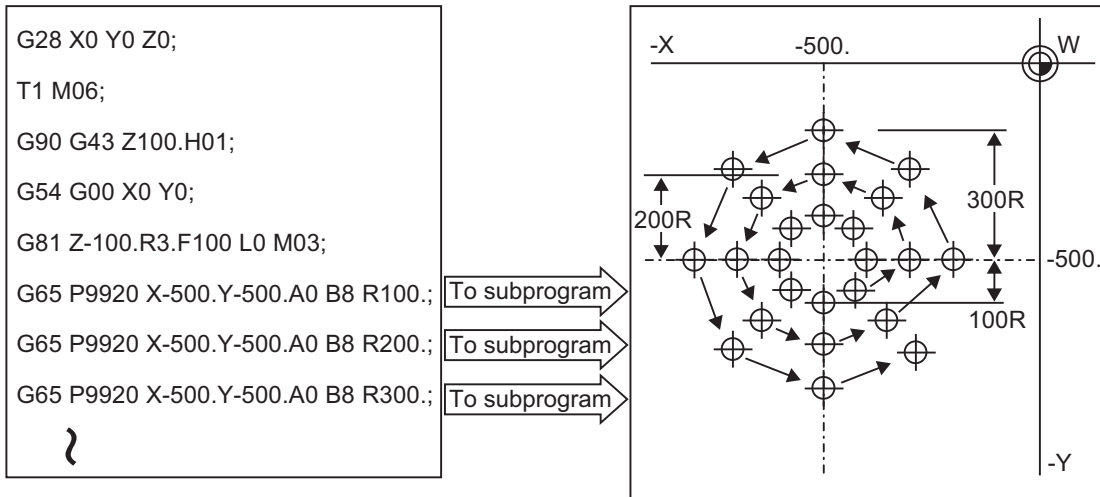 G28 X0 Y0 Z0;
T1 M06;
G90 G43 Z100.H01;
G54 G00 X0 Y0;
G81 Z-100.R3.F100 L0 M03;
G65 P9920 X-500.Y-500.A0 B8 R100.;
To subprogram
G65 P9920 X-500.Y-500.A0 B8 R200.;
To subprogram
G65 P9920 X-500.Y-500.A0 B8 R300.;
To subprogram
-X
-500.
W
200R
300R
-500.
100R
-Y